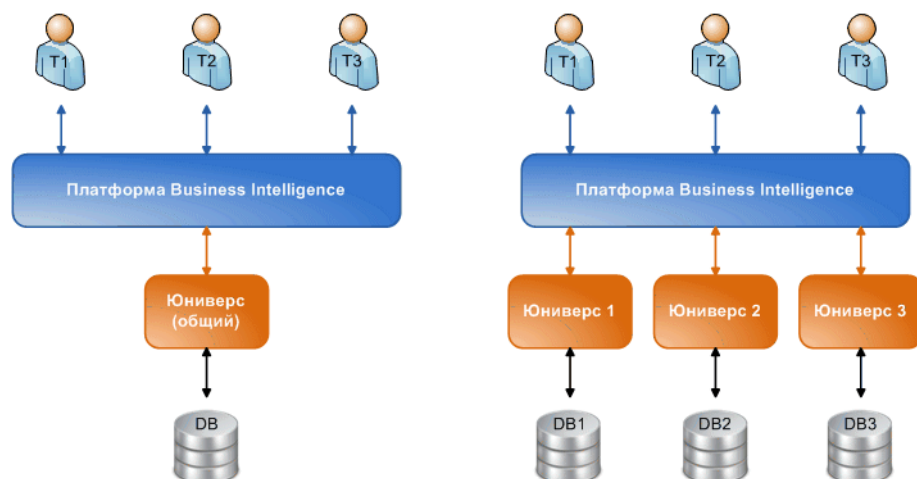 T1
T2
T3
Платформа Business Intelligence
Юниверс
(общий)
DB
T1
T2
T3
Платформа Business Intelligence
Юниверс 1
Юниверс 2
Юниверс 3
DB1
DB2
DB3